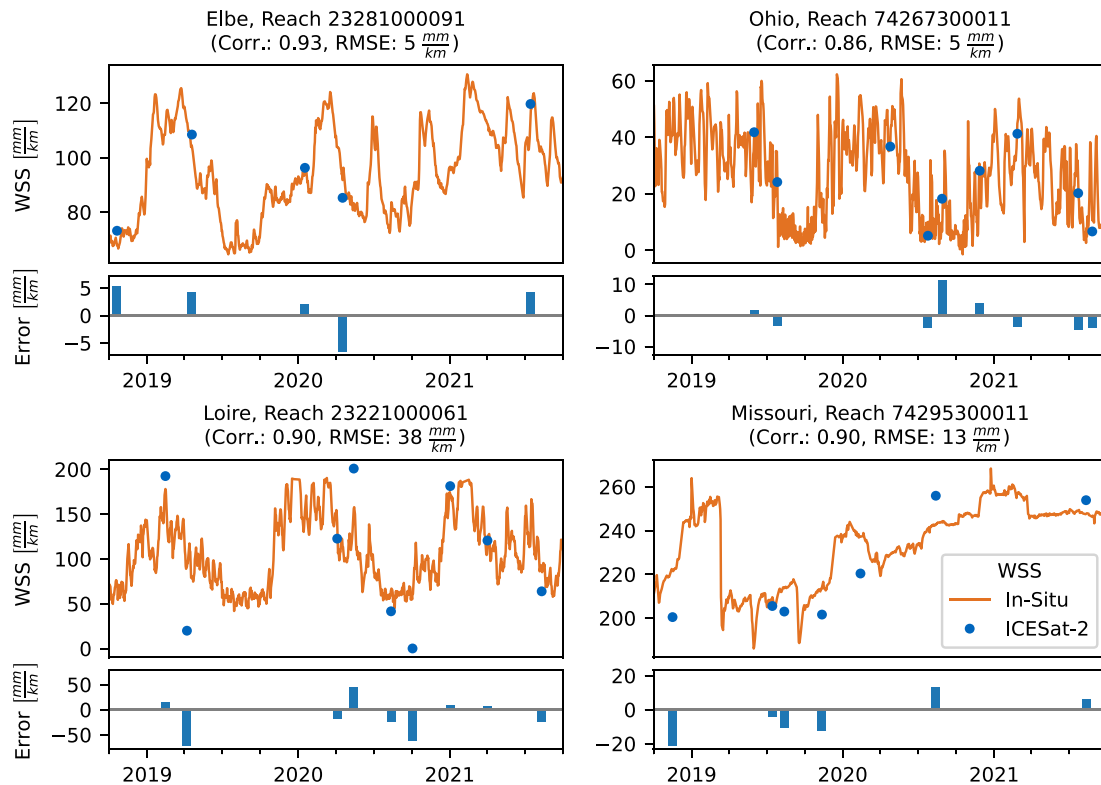 Elbe, Reach 23281000091
(Corr.: 0.93, RMSE: 5 mm/km)
WSS [mm/km]
120
100
80
Error [mm/km]
5
0
−5
2019 2020 2021
Ohio, Reach 74267300011
(Corr.: 0.86, RMSE: 5 mm/km)
60
40
20
0
10
0
−10
2019 2020 2021
Loire, Reach 23221000061
(Corr.: 0.90, RMSE: 38 mm/km)
WSS [mm/km]
200
150
100
50
0
Error [mm/km]
50
0
−50
2019 2020 2021
Missouri, Reach 74295300011
(Corr.: 0.90, RMSE: 13 mm/km)
260
240
220
200
WSS
In-Situ
ICESat-2
20
0
−20
2019 2020 2021